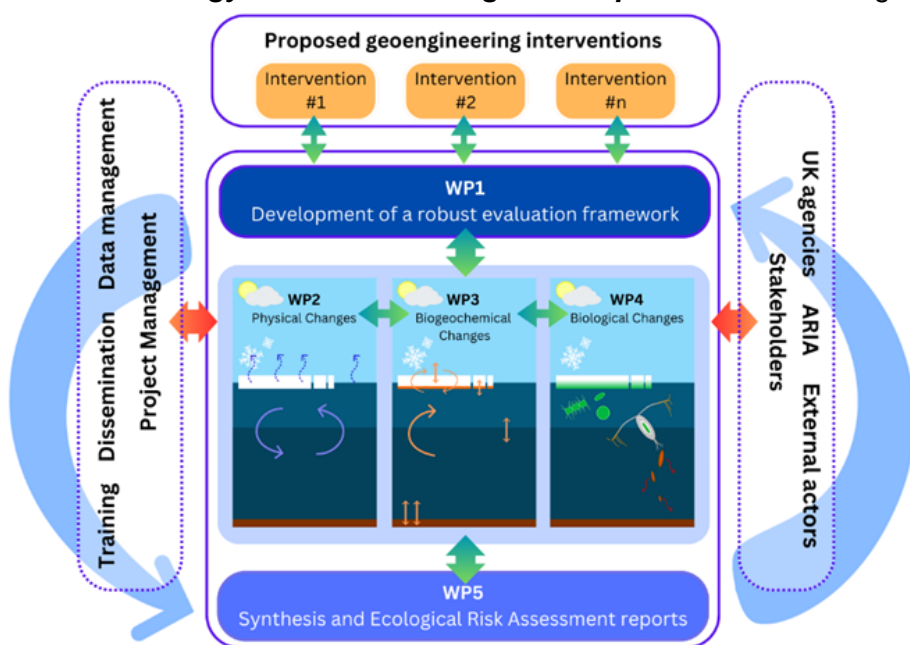 Proposed geoengineering interventions
Intervention
#1
Intervention
#2
Intervention
#n
WP1
Development of a robust evaluation framework
WP2
Physical Changes
WP3
Biogeochemical
Changes
WP4
Biological Changes
WP5
Synthesis and Ecological Risk Assessment reports
Training Dissemination Data management
Project Management
UK agencies ARIA External actors
Stakeholders